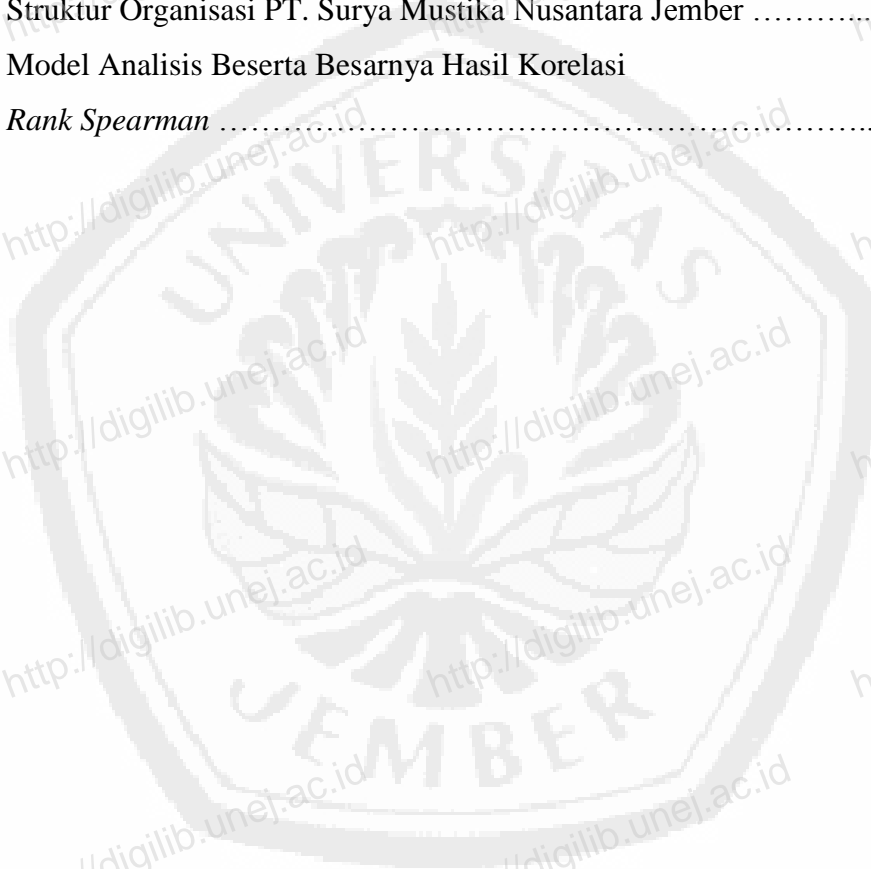 Struktur Organisasi PT. Surya Mustika Nusantara Jember ………...
Model Analisis Beserta Besarnya Hasil Korelasi
Rank Spearman ………………………………………………………………..
http://digilib.unej.ac.id
http://digilib.unej.ac.id
UNIVERSITAS
http://digilib.unej.ac.id
http://digilib.unej.ac.id
http://digilib.unej.ac.id
http://digilib.unej.ac.id
JEMBER
http://digilib.unej.ac.id
http://digilib.unej.ac.id